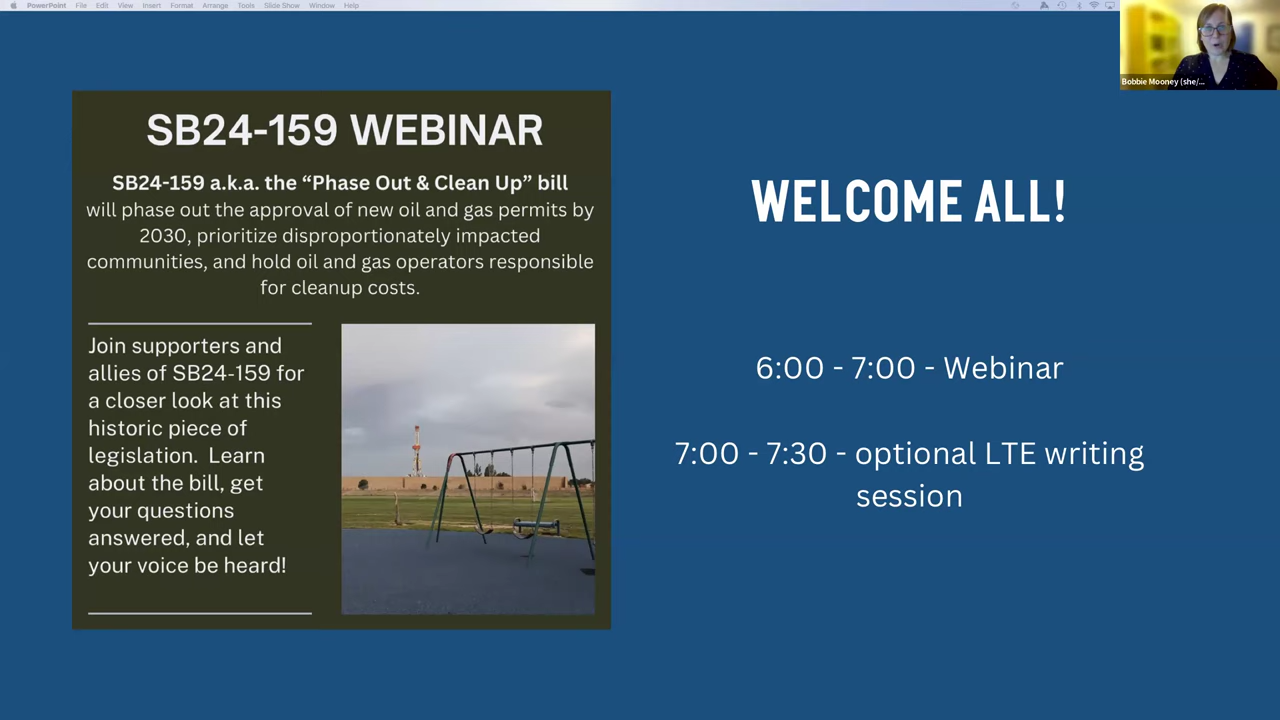 PowerPoint File Edit View Insert Format Arrange Tools Slide Show Window Help
Bobbie Mooney (she/...
SB24-159 WEBINAR
SB24-159 a.k.a. the “Phase Out & Clean Up” bill
will phase out the approval of new oil and gas permits by
2030, prioritize disproportionately impacted
communities, and hold oil and gas operators responsible
for cleanup costs.
Join supporters and
allies of SB24-159 for
a closer look at this
historic piece of
legislation. Learn
about the bill, get
your questions
answered, and let
your voice be heard!
WELCOME ALL!
6:00 - 7:00 - Webinar
7:00 - 7:30 - optional LTE writing
session